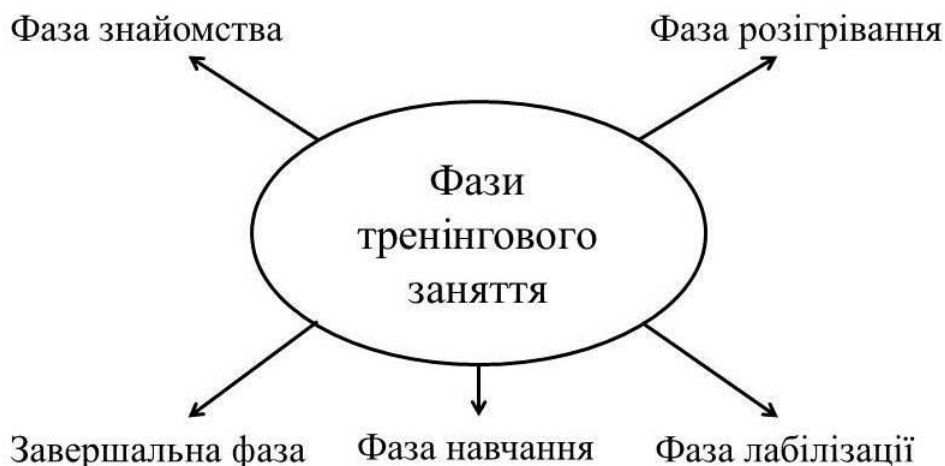 Фаза знайомства
Фаза розігрівання
Фази
тренінгового
заняття
Завершальна фаза
Фаза навчання
Фаза лабілізації